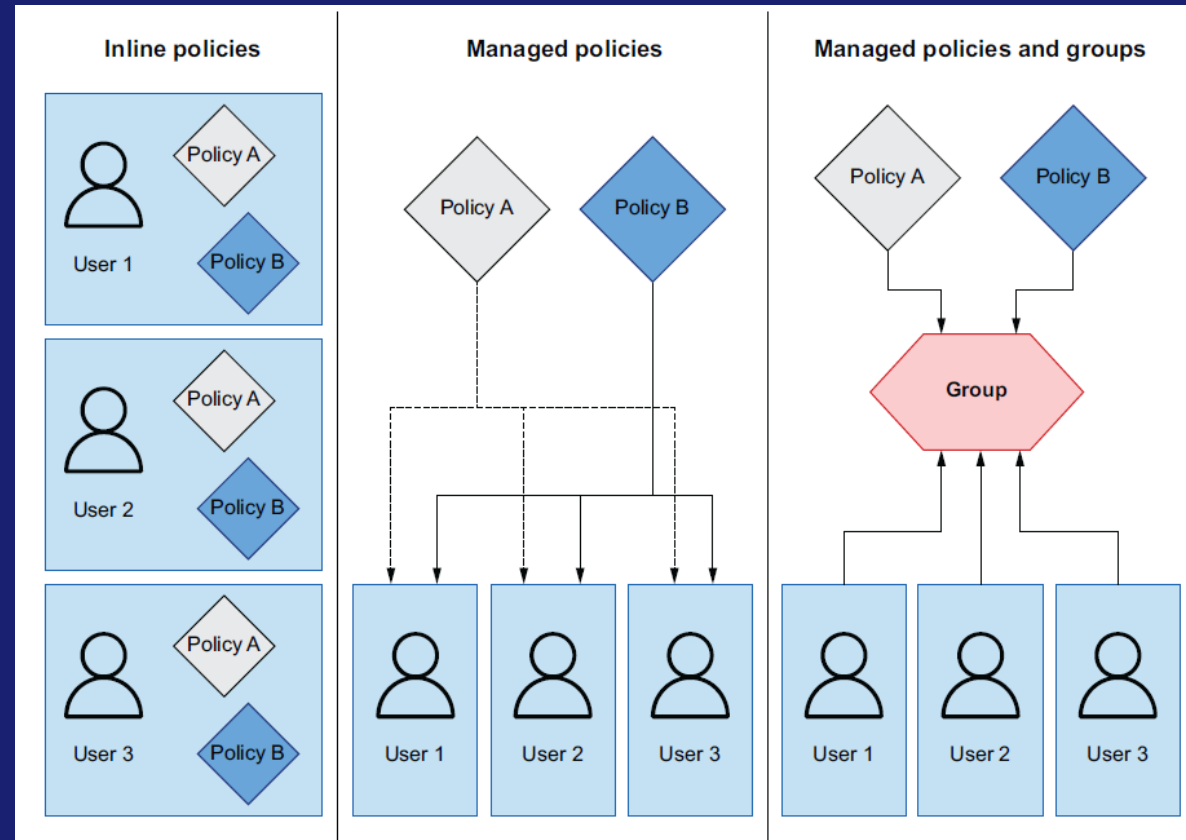 Inline policies
Policy A
Policy B
User 1
Policy A
Policy B
User 2
Policy A
Policy B
User 3
Managed policies
Policy A
Policy B
User 1
User 2
User 3
Managed policies and groups
Policy A
Policy B
Group
User 1
User 2
User 3